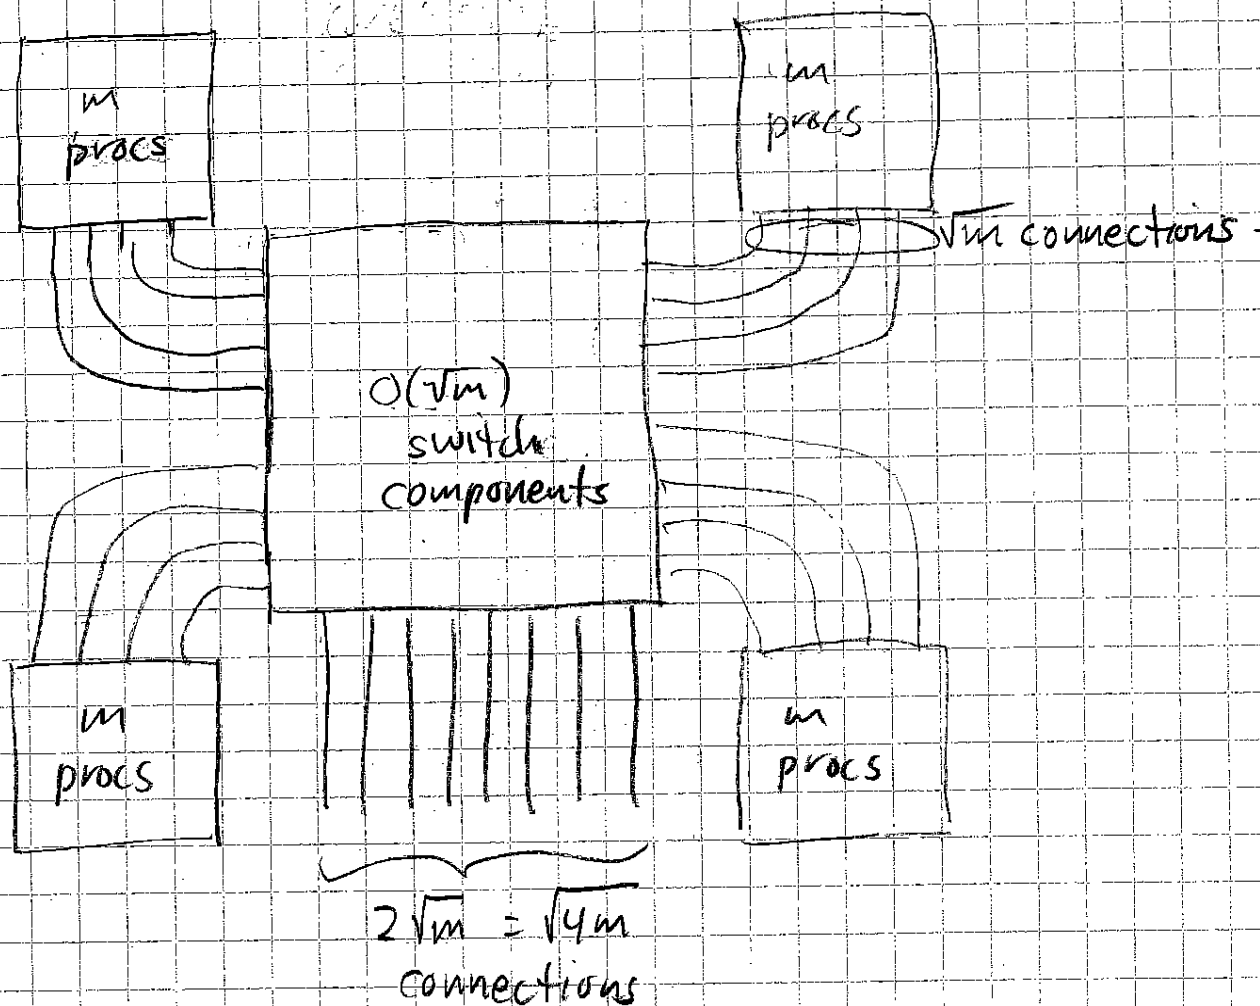 m
procs
m
procs
√m connections
O(√m)
switch
components
m
procs
m
procs
2√m = √4m
connections